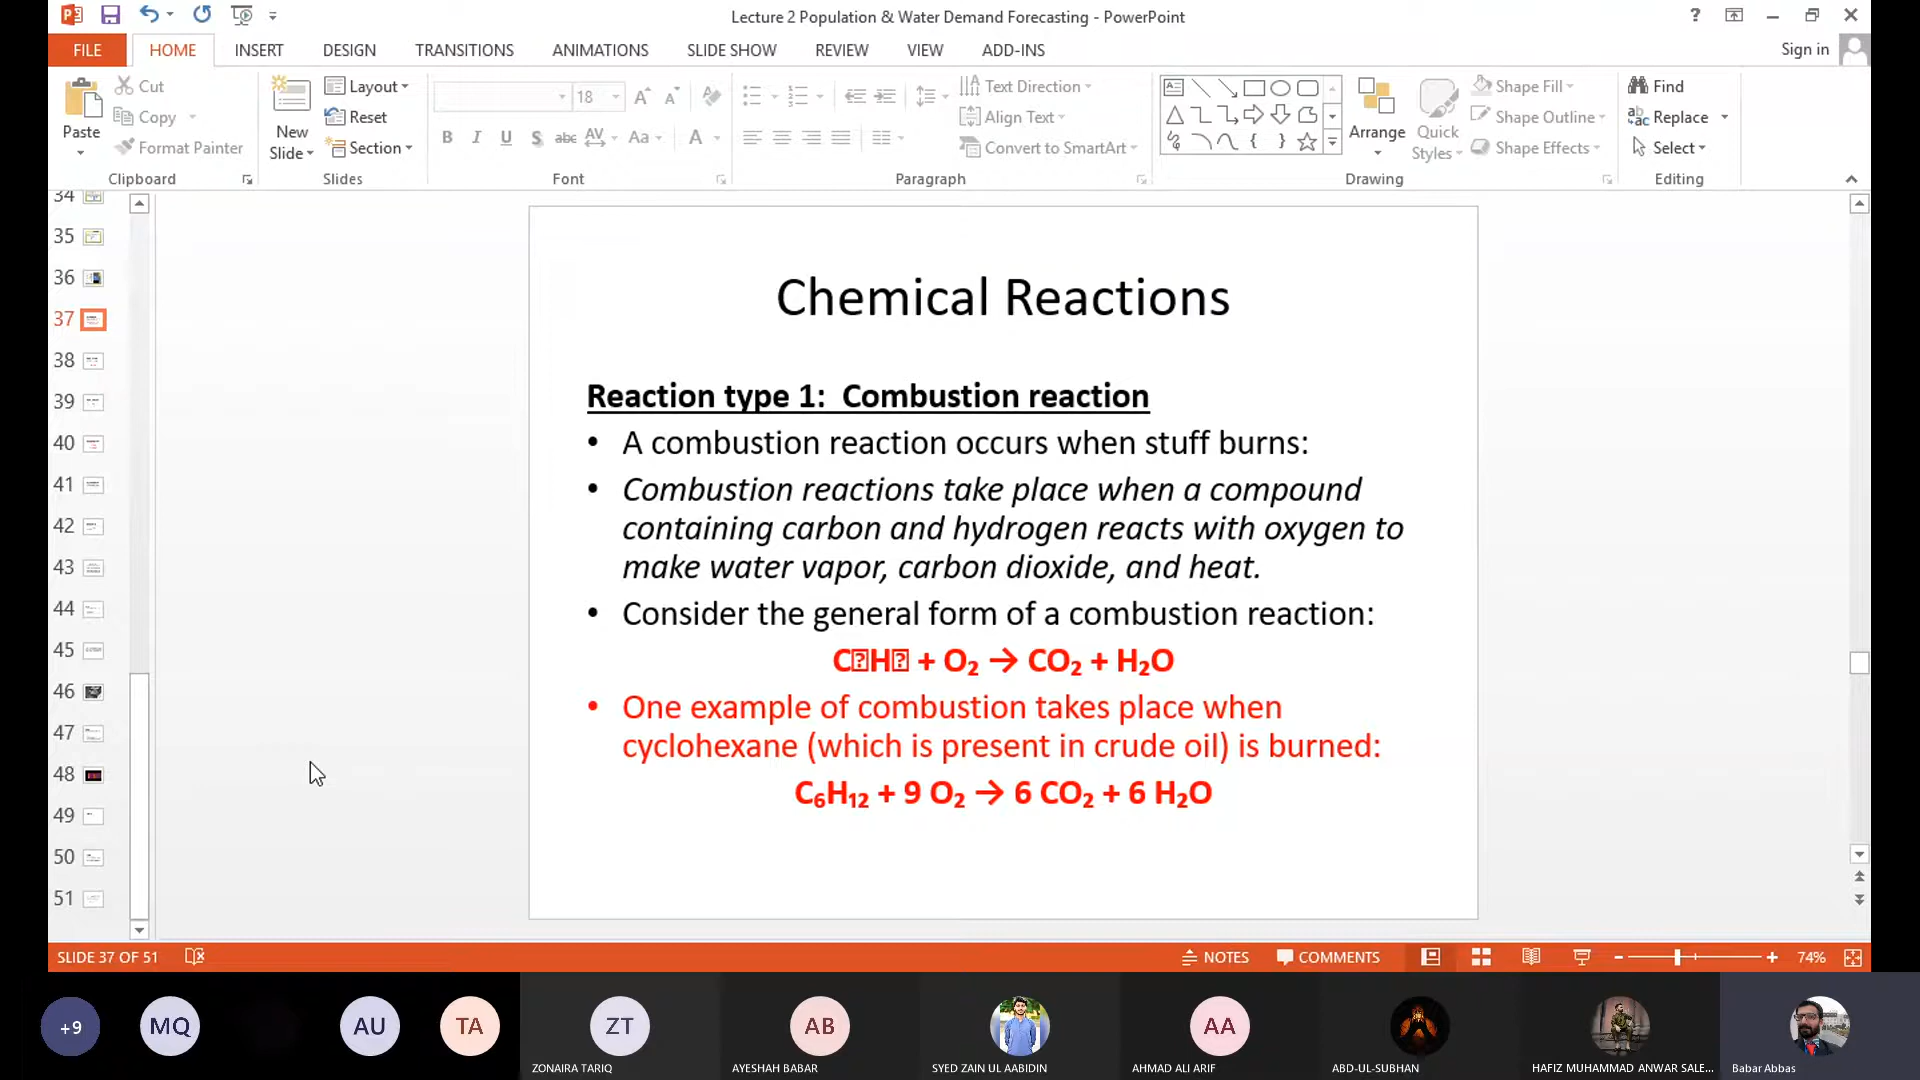 Lecture 2 Population & Water Demand Forecasting - PowerPoint
?
FILE HOME INSERT DESIGN TRANSITIONS ANIMATIONS SLIDE SHOW REVIEW VIEW ADD-INS Sign in
Paste Cut Copy Format Painter
Clipboard
New Slide Layout Reset Section
Slides
18
B I U S abc AV Aa A
Font
Text Direction
Align Text
Convert to SmartArt
Paragraph
Arrange Quick Styles Shape Fill Shape Outline Shape Effects
Drawing
Find
Replace
Select
Editing
34
35
36
37
38
39
40
41
42
43
44
45
46
47
48
49
50
51
Chemical Reactions
Reaction type 1: Combustion reaction
• A combustion reaction occurs when stuff burns:
• Combustion reactions take place when a compound
containing carbon and hydrogen reacts with oxygen to
make water vapor, carbon dioxide, and heat.
• Consider the general form of a combustion reaction:
C⍰H⍰ + O₂ → CO₂ + H₂O
• One example of combustion takes place when
cyclohexane (which is present in crude oil) is burned:
C₆H₁₂ + 9 O₂ → 6 CO₂ + 6 H₂O
SLIDE 37 OF 51 NOTES COMMENTS 74%
+9 MQ AU TA ZT AB AA
ZONAIRA TARIQ AYESHAH BABAR SYED ZAIN UL AABIDIN AHMAD ALI ARIF ABD-UL-SUBHAN HAFIZ MUHAMMAD ANWAR SALE... Babar Abbas